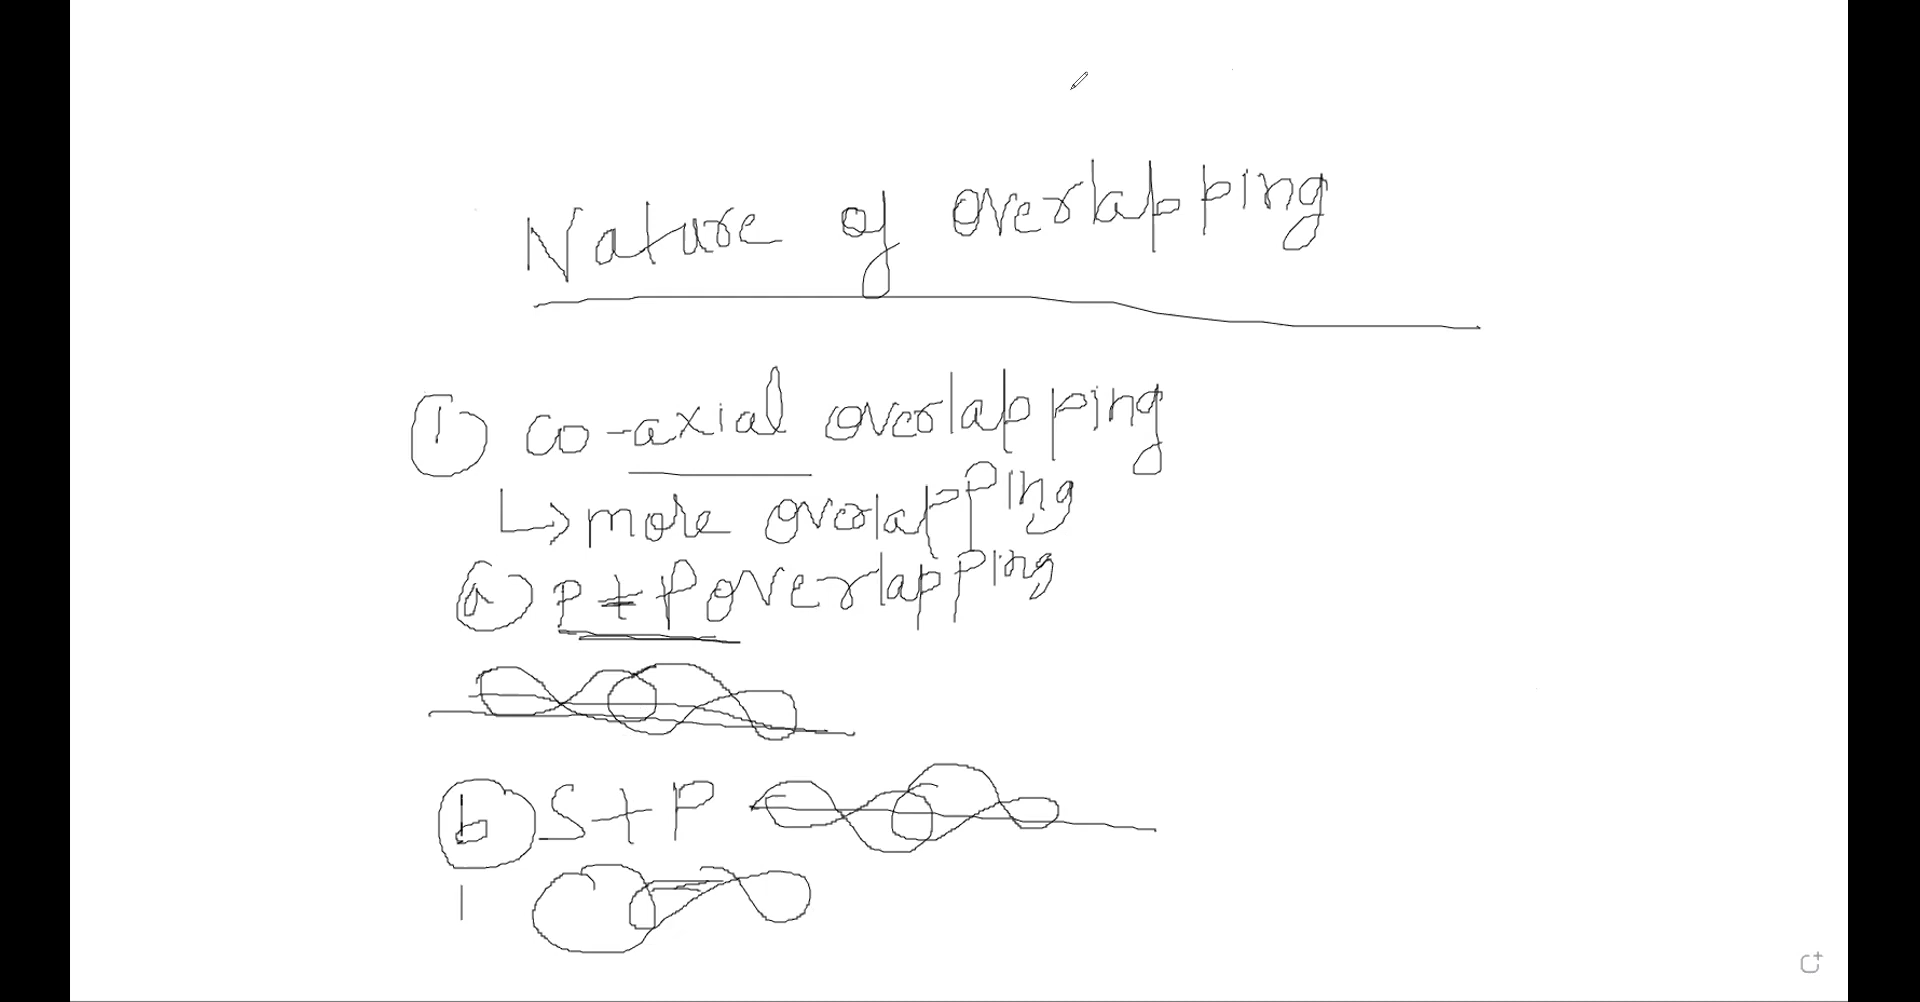 Nature of overlapping
① co-axial overlapping
↳ more overlapping
ⓐ P + P overlapping
ⓑ S + P